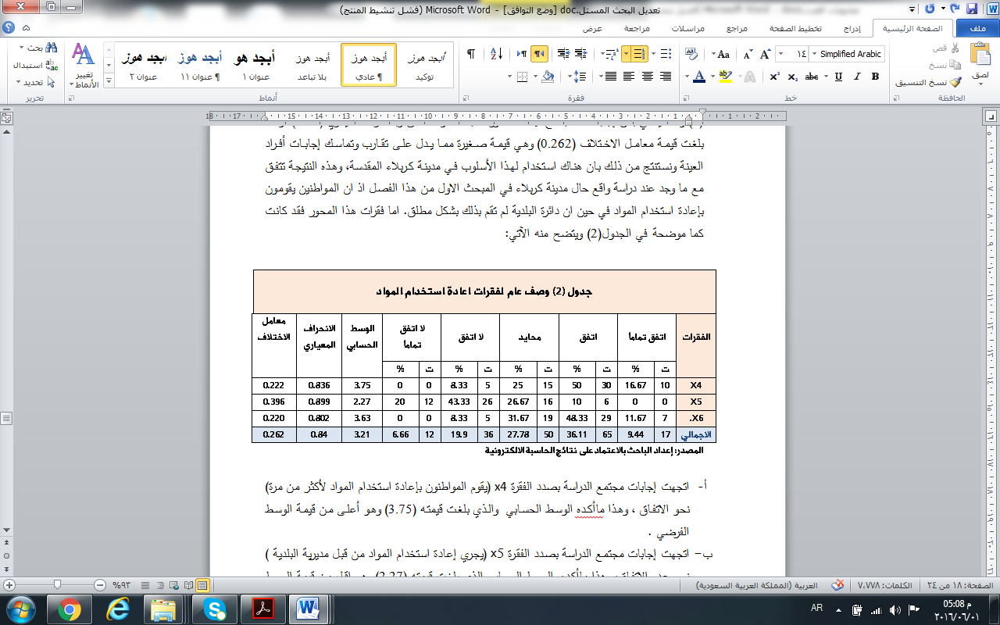 تعديل البحث المستل.doc [وضع التوافق] - Microsoft Word (فشل تنشيط المنتج)
ملف الصفحة الرئيسية إدراج تخطيط الصفحة مراجع مراسلات مراجعة عرض
لصق قص نسخ نسخ التنسيق الحافظة
Simplified Arabic ١٤ Aa
B I U abc x₂ x² A ab A خط
فقرة
أبجد هوز توكيد
أبجد هوز ¶ عادي
أبجد هوز بلا تباعد
أبجد هو عنوان ١
أبجد هوز ¶ عنوان ١١
أبجد هوز عنوان ٢
أنماط
تغيير الأنماط
بحث
استبدال
تحديد
تحرير
بلغت قيمة معامل الاختلاف (0.262) وهي قيمة صغيرة مما يدل على تقارب وتماسك إجابات أفراد
العينة ونستنتج من ذلك بان هناك استخدام لهذا الأسلوب في مدينة كربلاء المقدسة، وهذه النتيجة تتفق
مع ما وجد عند دراسة واقع حال مدينة كربلاء في المبحث الاول من هذا الفصل اذ ان المواطنين يقومون
بإعادة استخدام المواد في حين ان دائرة البلدية لم تقم بذلك بشكل مطلق. اما فقرات هذا المحور فقد كانت
كما موضحة في الجدول(2) ويتضح منه الآتي:
جدول (2) وصف عام لفقرات اعادة استخدام المواد
الفقرات اتفق تماماً اتفق محايد لا اتفق لا اتفق تماماً الوسط الحسابي الانحراف المعياري معامل الاختلاف
ت % ت % ت % ت % ت %
X4 10 16.67 30 50 15 25 5 8.33 0 0 3.75 0.836 0.222
X5 0 0 6 10 16 26.67 26 43.33 12 20 2.27 0.899 0.396
X6. 7 11.67 29 48.33 19 31.67 5 8.33 0 0 3.63 0.802 0.220
الاجمالي 17 9.44 65 36.11 50 27.78 36 19.9 12 6.66 3.21 0.84 0.262
المصدر: إعداد الباحث بالاعتماد على نتائج الحاسبة الالكترونية
أ- اتجهت إجابات مجتمع الدراسة بصدد الفقرة x4 (يقوم المواطنون بإعادة استخدام المواد لأكثر من مرة)
نحو الاتفاق ، وهذا ماأكده الوسط الحسابي والذي بلغت قيمته (3.75) وهو أعلى من قيمة الوسط
الفرضي .
ب- اتجهت إجابات مجتمع الدراسة بصدد الفقرة x5 (يجري إعادة استخدام المواد من قبل مديرية البلدية )
الصفحة: ١٨ من ٢٤ الكلمات: ٧،٧٧٨ العربية (المملكة العربية السعودية) ٩٣%
AR 05:08 م
٢٠١٦/٠٦/٠١